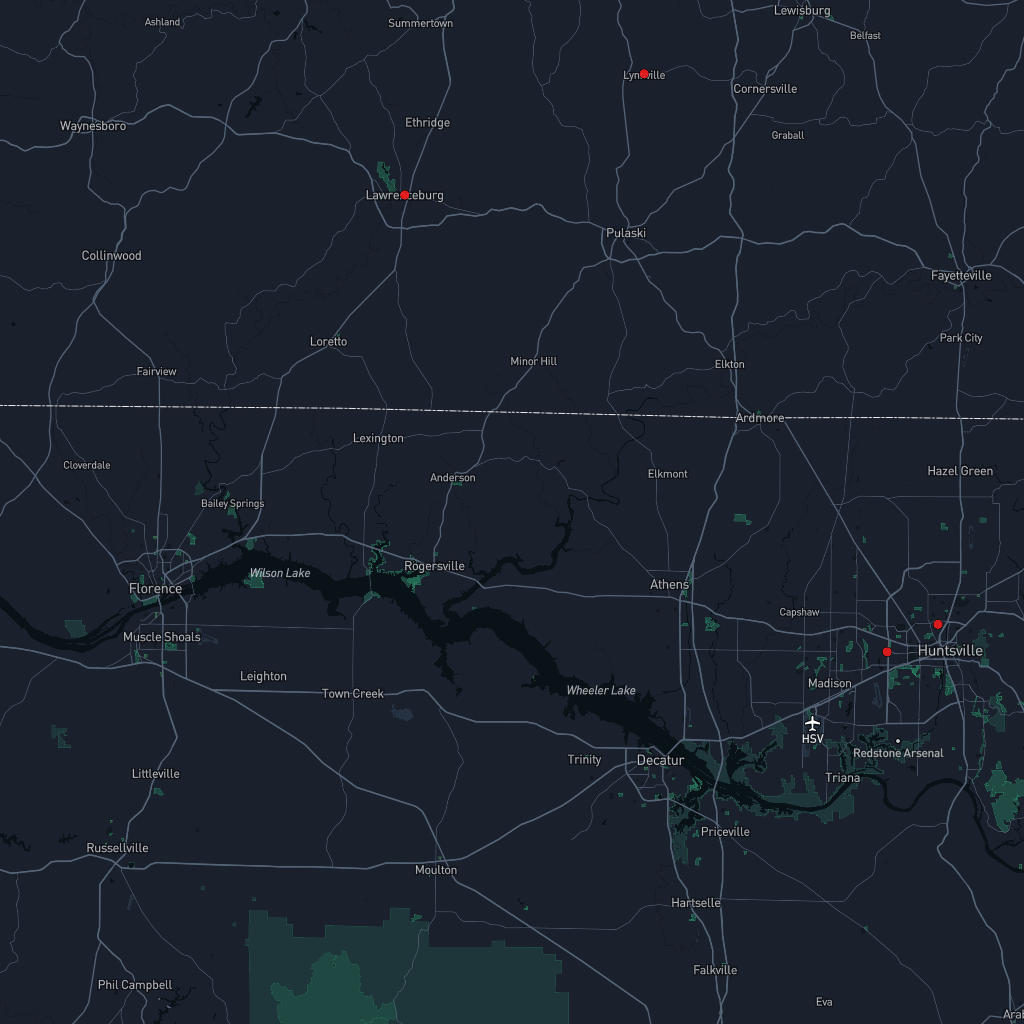 Lewisburg
Ashland
Summertown
Belfast
Lynnville
Cornersville
Waynesboro
Ethridge
Graball
Lawrenceburg
Pulaski
Collinwood
Fayetteville
Loretto
Park City
Minor Hill
Elkton
Fairview
Ardmore
Lexington
Cloverdale
Hazel Green
Anderson
Elkmont
Bailey Springs
Rogersville
Wilson Lake
Florence
Athens
Capshaw
Muscle Shoals
Huntsville
Leighton
Madison
Town Creek
Wheeler Lake
HSV
Redstone Arsenal
Trinity
Decatur
Littleville
Triana
Priceville
Russellville
Moulton
Hartselle
Falkville
Phil Campbell
Eva
Arab